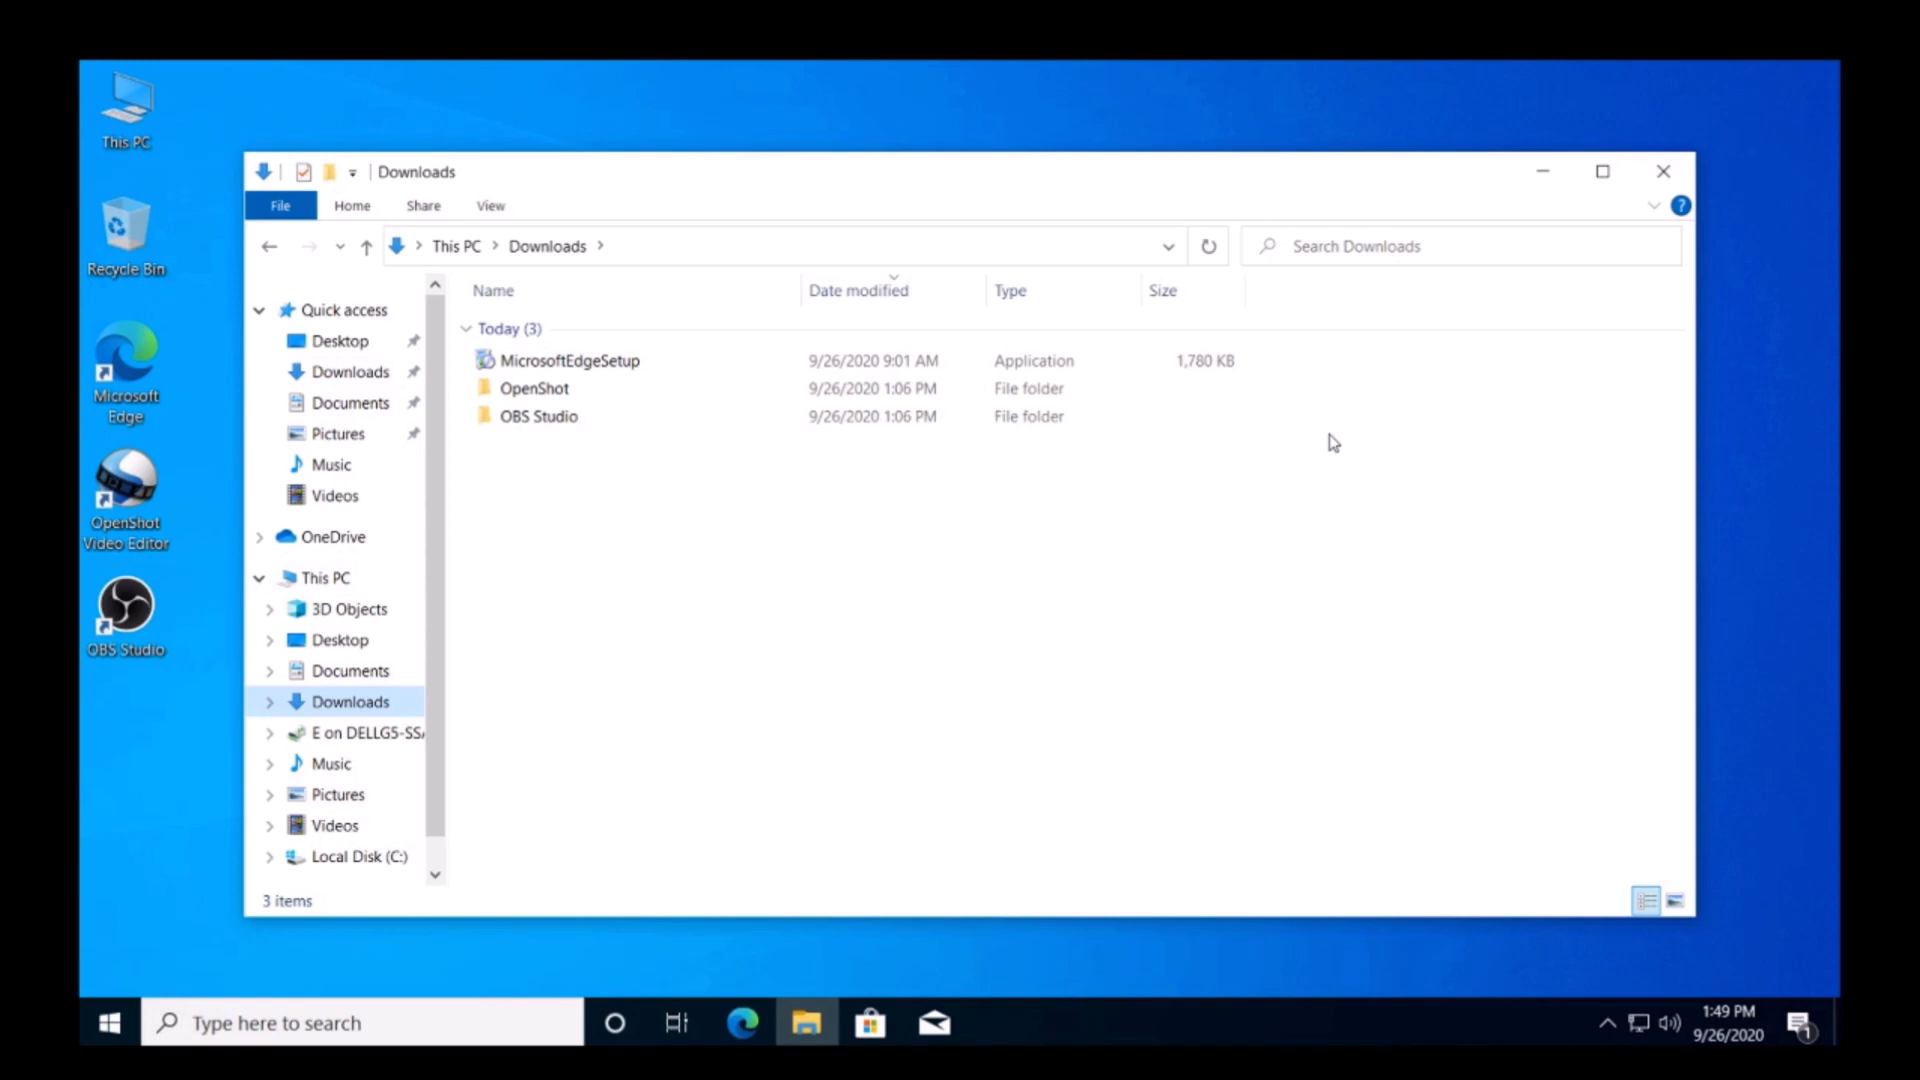 This PC
Recycle Bin
Microsoft
Edge
OpenShot
Video Editor
OBS Studio
Downloads
File Home Share View
This PC Downloads
Search Downloads
Name Date modified Type Size
Today (3)
MicrosoftEdgeSetup 9/26/2020 9:01 AM Application 1,780 KB
OpenShot 9/26/2020 1:06 PM File folder
OBS Studio 9/26/2020 1:06 PM File folder
Quick access
Desktop
Downloads
Documents
Pictures
Music
Videos
OneDrive
This PC
3D Objects
Desktop
Documents
Downloads
E on DELLG5-SSA
Music
Pictures
Videos
Local Disk (C:)
3 items
Type here to search
1:49 PM
9/26/2020
1